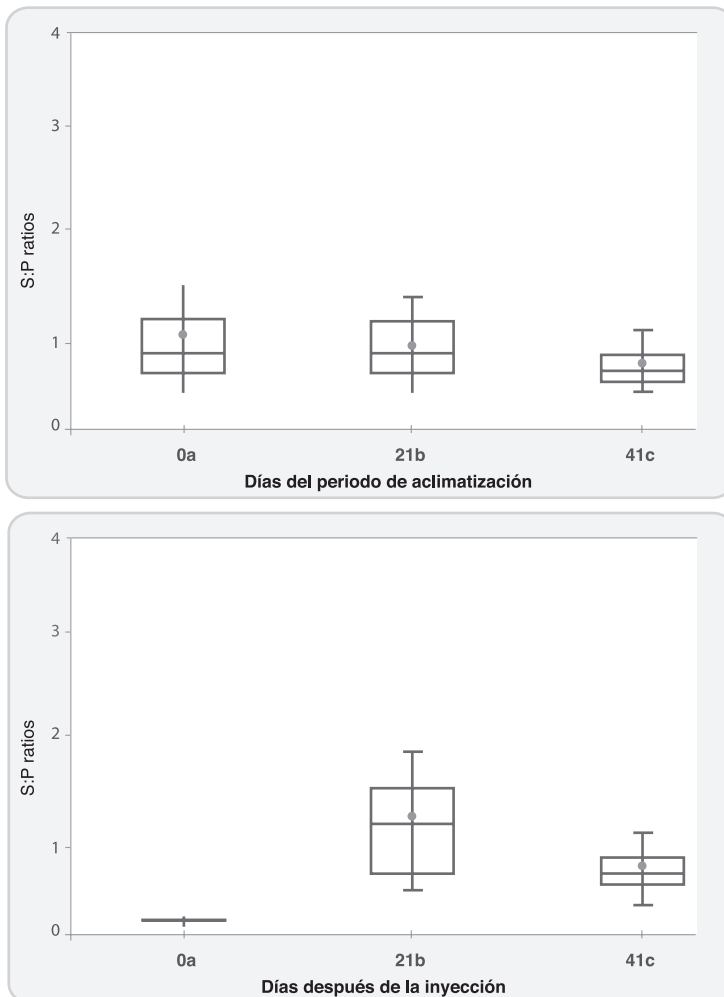 4
3
2
1
0
S:P ratios
0a 21b 41c
Días del periodo de aclimatización
4
3
2
1
0
S:P ratios
0a 21b 41c
Días después de la inyección